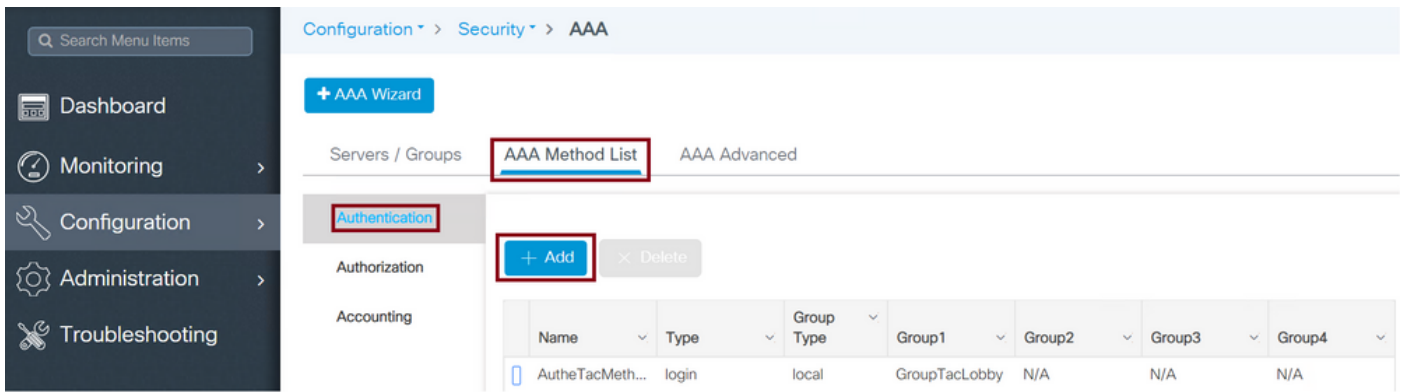 Search Menu Items
Dashboard
Monitoring
Configuration
Administration
Troubleshooting
Configuration > Security > AAA
+ AAA Wizard
Servers / Groups AAA Method List AAA Advanced
Authentication
Authorization
Accounting
+ Add × Delete
Name Type Group Type Group1 Group2 Group3 Group4
AutheTacMeth... login local GroupTacLobby N/A N/A N/A